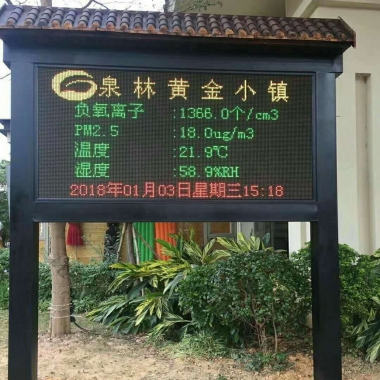 泉林黄金小镇
负氧离子 :1366.0个/cm3
PM2.5 :18.0ug/m3
温度 :21.9℃
湿度 :58.9%RH
2018年01月03日星期三15:18